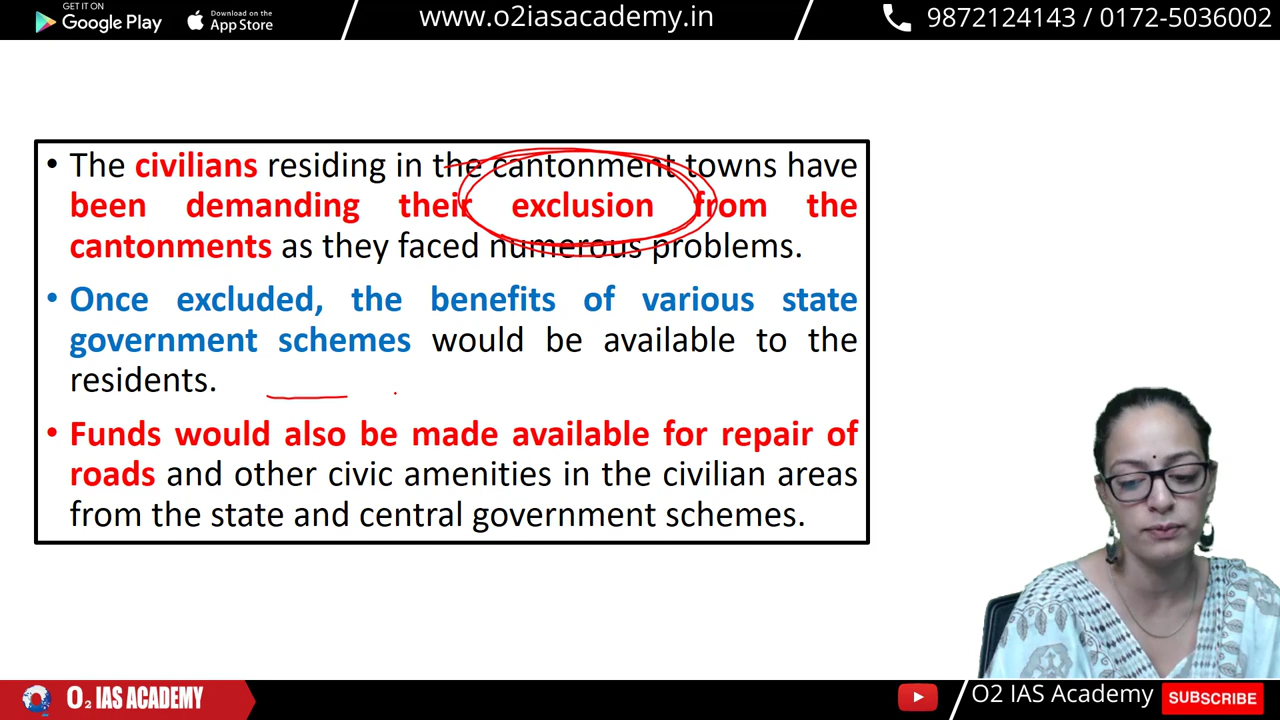 GET IT ON
Google Play
Download on the
App Store
www.o2iasacademy.in
9872124143 / 0172-5036002
• The civilians residing in the cantonment towns have
been demanding their exclusion from the
cantonments as they faced numerous problems.
• Once excluded, the benefits of various state
government schemes would be available to the
residents.
• Funds would also be made available for repair of
roads and other civic amenities in the civilian areas
from the state and central government schemes.
O₂ IAS ACADEMY
O2 IAS Academy
SUBSCRIBE